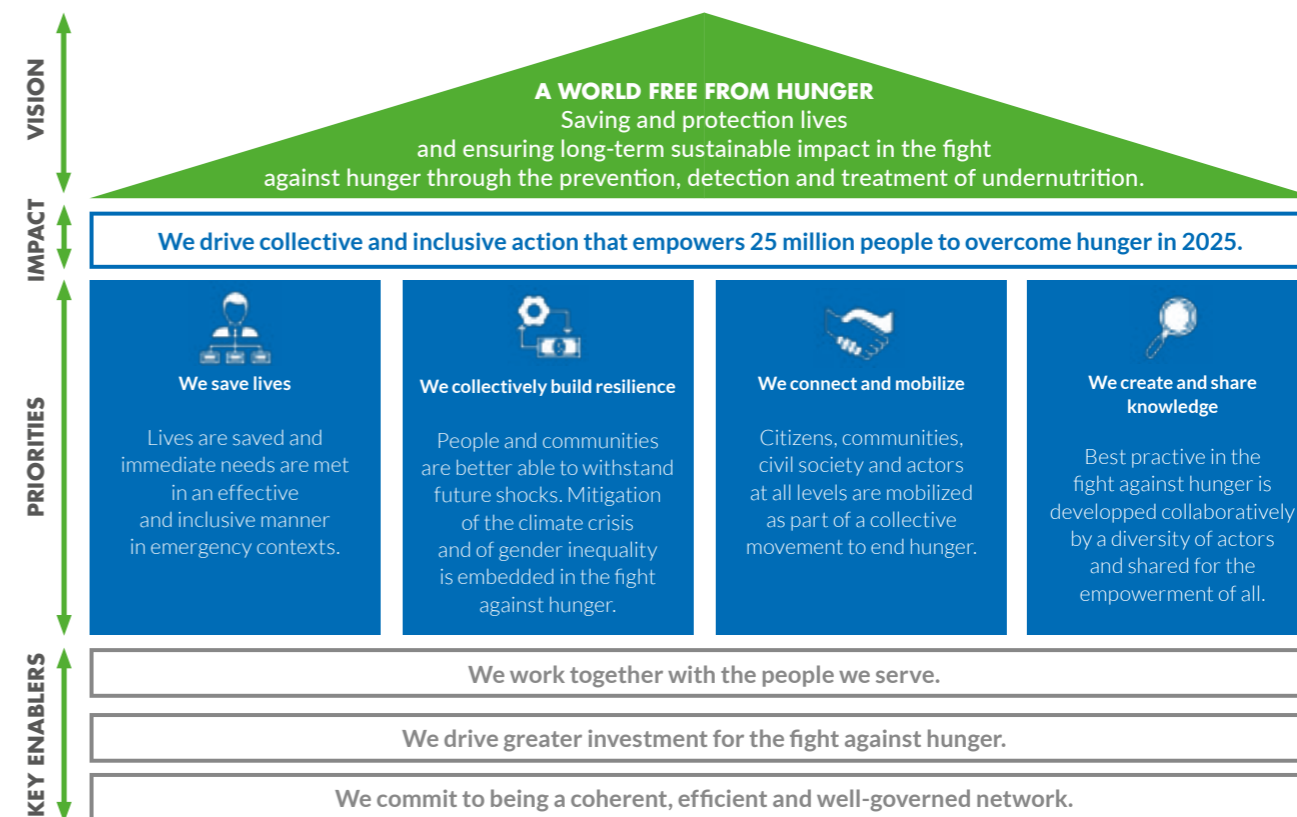 VISION
A WORLD FREE FROM HUNGER
Saving and protection lives
and ensuring long-term sustainable impact in the fight
against hunger through the prevention, detection and treatment of undernutrition.
IMPACT
We drive collective and inclusive action that empowers 25 million people to overcome hunger in 2025.
PRIORITIES
We save lives
Lives are saved and
immediate needs are met
in an effective
and inclusive manner
in emergency contexts.
We collectively build resilience
People and communities
are better able to withstand
future shocks. Mitigation
of the climate crisis
and of gender inequality
is embedded in the fight
against hunger.
We connect and mobilize
Citizens, communities,
civil society and actors
at all levels are mobilized
as part of a collective
movement to end hunger.
We create and share
knowledge
Best practive in the
fight against hunger is
developped collaboratively
by a diversity of actors
and shared for the
empowerment of all.
KEY ENABLERS
We work together with the people we serve.
We drive greater investment for the fight against hunger.
We commit to being a coherent, efficient and well-governed network.